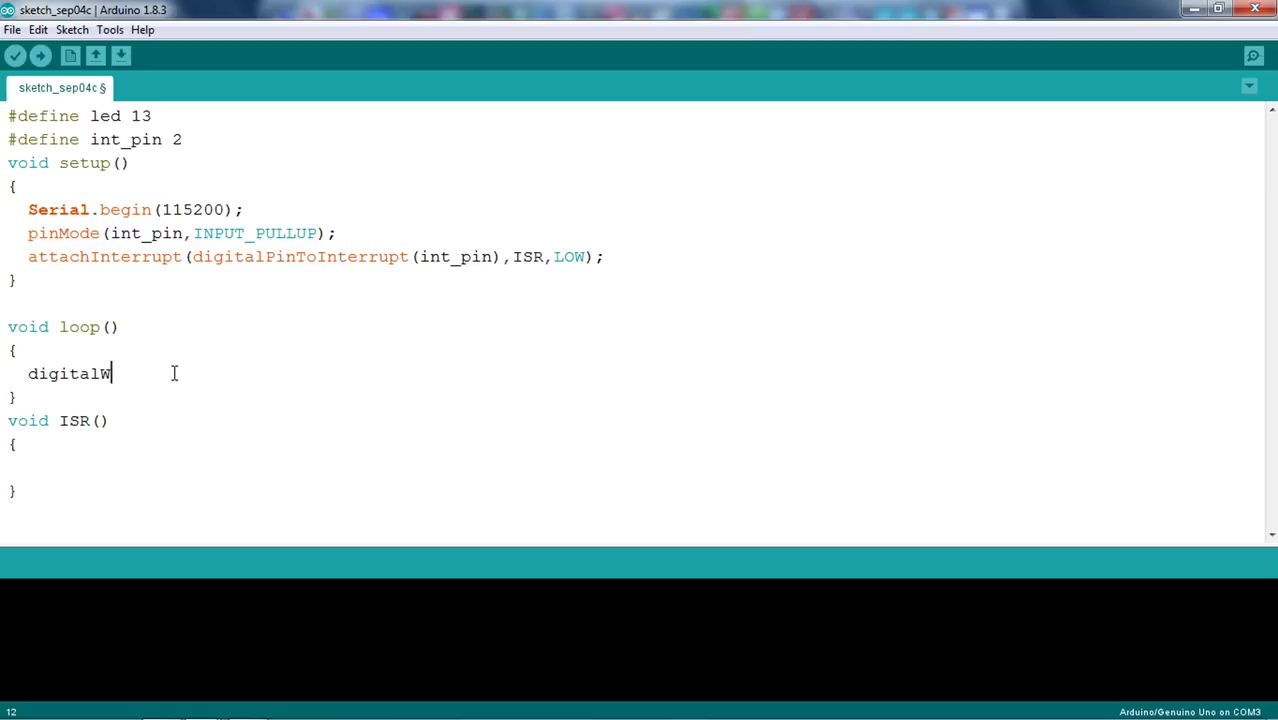 sketch_sep04c | Arduino 1.8.3
File Edit Sketch Tools Help
sketch_sep04c §
#define led 13
#define int_pin 2
void setup()
{
Serial.begin(115200);
pinMode(int_pin,INPUT_PULLUP);
attachInterrupt(digitalPinToInterrupt(int_pin),ISR,LOW);
}
void loop()
{
digitalW
}
void ISR()
{
}
12
Arduino/Genuino Uno on COM3